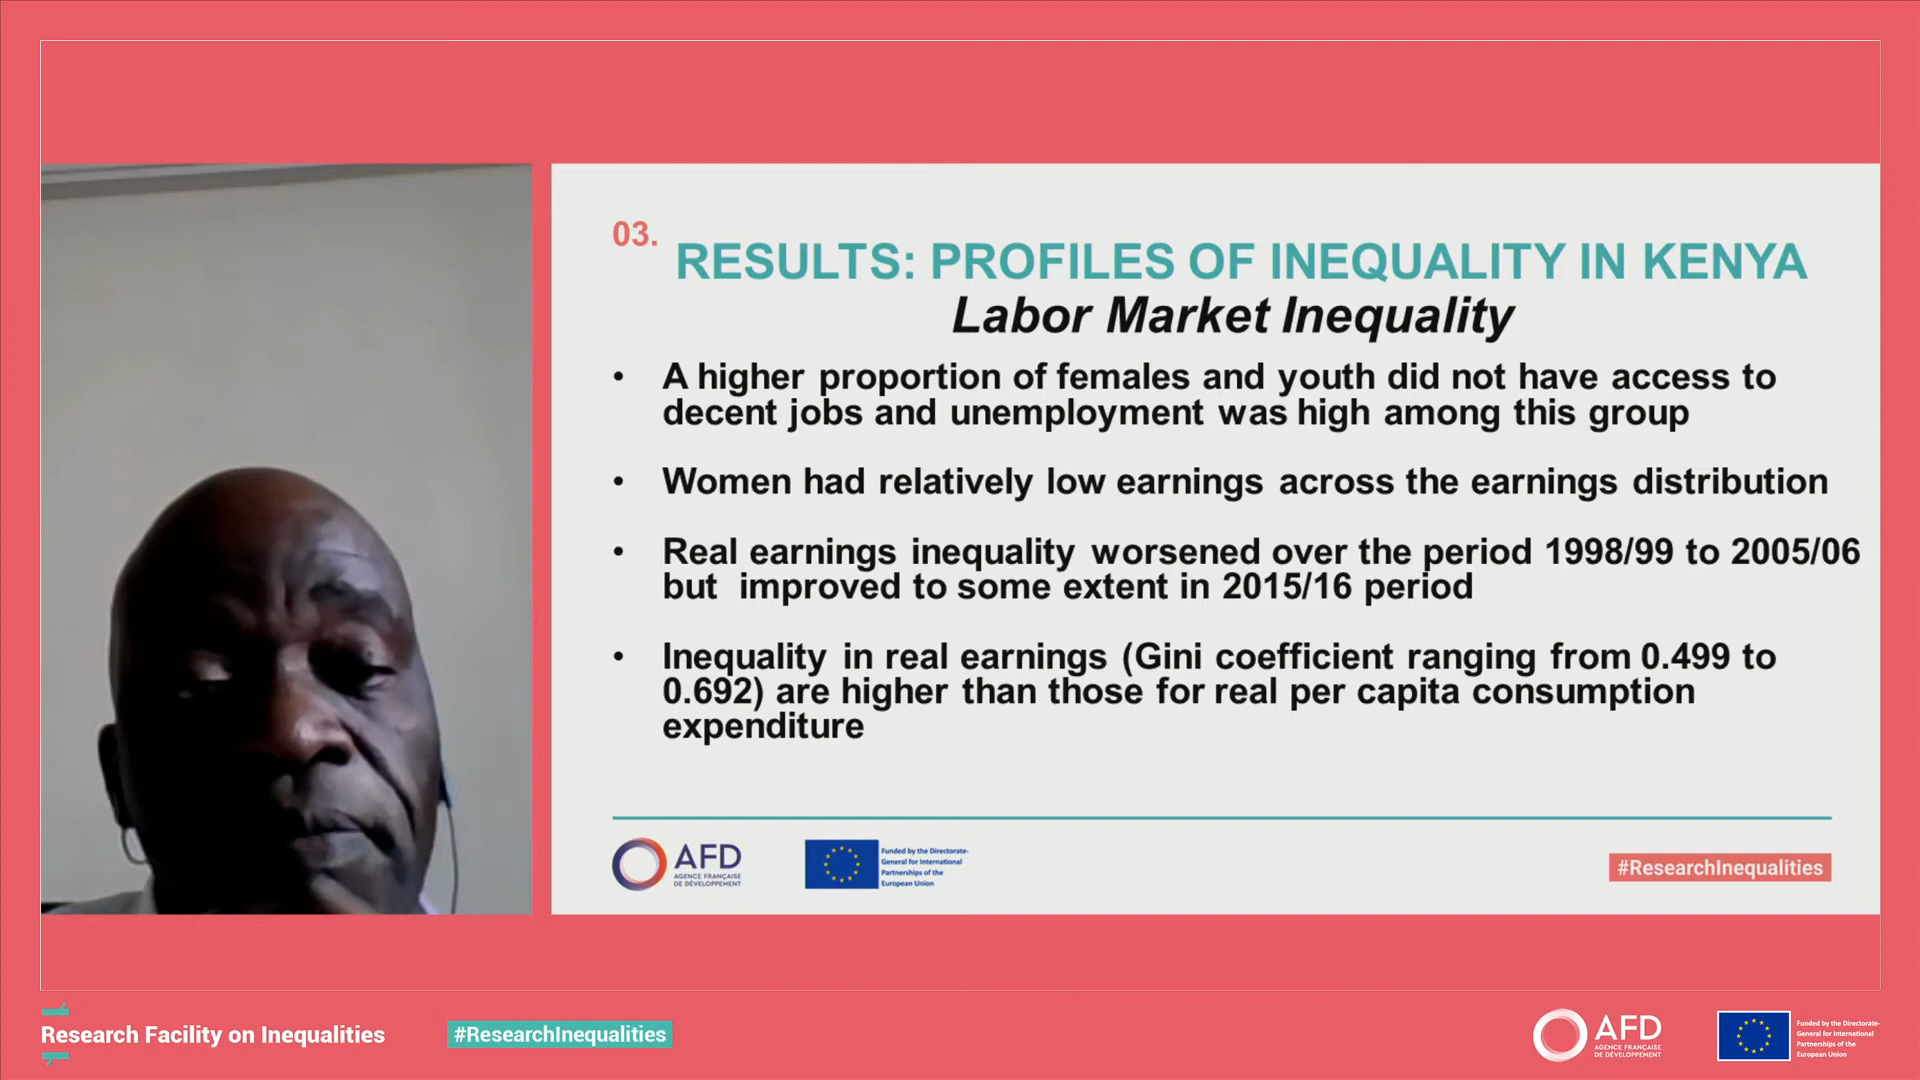 03.
RESULTS: PROFILES OF INEQUALITY IN KENYA
Labor Market Inequality
• A higher proportion of females and youth did not have access to
decent jobs and unemployment was high among this group
• Women had relatively low earnings across the earnings distribution
• Real earnings inequality worsened over the period 1998/99 to 2005/06
but improved to some extent in 2015/16 period
• Inequality in real earnings (Gini coefficient ranging from 0.499 to
0.692) are higher than those for real per capita consumption
expenditure
AFD
AGENCE FRANÇAISE
DE DÉVELOPPEMENT
Funded by the Directorate-
General for International
Partnerships of the
European Union
#ResearchInequalities
Research Facility on Inequalities
#ResearchInequalities
AFD
AGENCE FRANÇAISE
DE DÉVELOPPEMENT
Funded by the Directorate-
General for International
Partnerships of the
European Union